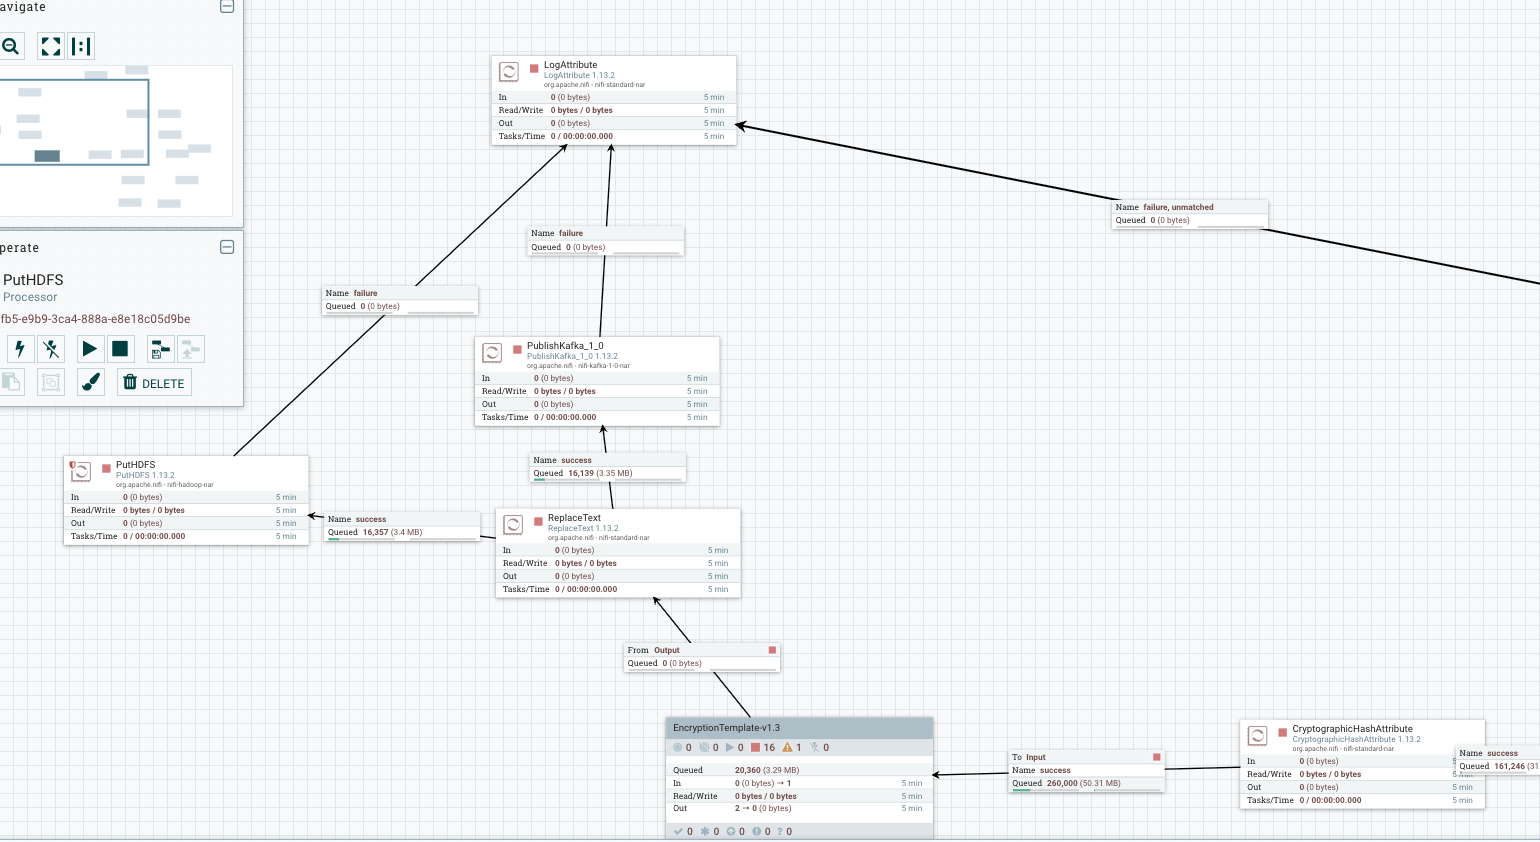 avigate
perate
PutHDFS
Processor
fb5-e9b9-3ca4-888a-e8e18c05d9be
DELETE
LogAttribute
LogAttribute 1.13.2
org.apache.nifi - nifi-standard-nar
In 0 (0 bytes) 5 min
Read/Write 0 bytes / 0 bytes 5 min
Out 0 (0 bytes) 5 min
Tasks/Time 0 / 00:00:00.000 5 min
Name failure, unmatched
Queued 0 (0 bytes)
Name failure
Queued 0 (0 bytes)
Name failure
Queued 0 (0 bytes)
PublishKafka_1_0
PublishKafka_1_0 1.13.2
org.apache.nifi - nifi-kafka-1-0-nar
In 0 (0 bytes) 5 min
Read/Write 0 bytes / 0 bytes 5 min
Out 0 (0 bytes) 5 min
Tasks/Time 0 / 00:00:00.000 5 min
Name success
Queued 16,139 (3.35 MB)
PutHDFS
PutHDFS 1.13.2
org.apache.nifi - nifi-hadoop-nar
In 0 (0 bytes) 5 min
Read/Write 0 bytes / 0 bytes 5 min
Out 0 (0 bytes) 5 min
Tasks/Time 0 / 00:00:00.000 5 min
Name success
Queued 16,357 (3.4 MB)
ReplaceText
ReplaceText 1.13.2
org.apache.nifi - nifi-standard-nar
In 0 (0 bytes) 5 min
Read/Write 0 bytes / 0 bytes 5 min
Out 0 (0 bytes) 5 min
Tasks/Time 0 / 00:00:00.000 5 min
From Output
Queued 0 (0 bytes)
EncryptionTemplate-v1.3
0 0 0 16 1 0
Queued 20,360 (3.29 MB)
In 0 (0 bytes) → 1 5 min
Read/Write 0 bytes / 0 bytes 5 min
Out 2 → 0 (0 bytes) 5 min
0 0 0 0 ? 0
To Input
Name success
Queued 260,000 (50.31 MB)
CryptographicHashAttribute
CryptographicHashAttribute 1.13.2
org.apache.nifi - nifi-standard-nar
In 0 (0 bytes)
Read/Write 0 bytes / 0 bytes
Out 0 (0 bytes) 5 min
Tasks/Time 0 / 00:00:00.000 5 min
Name success
Queued 161,246 (31